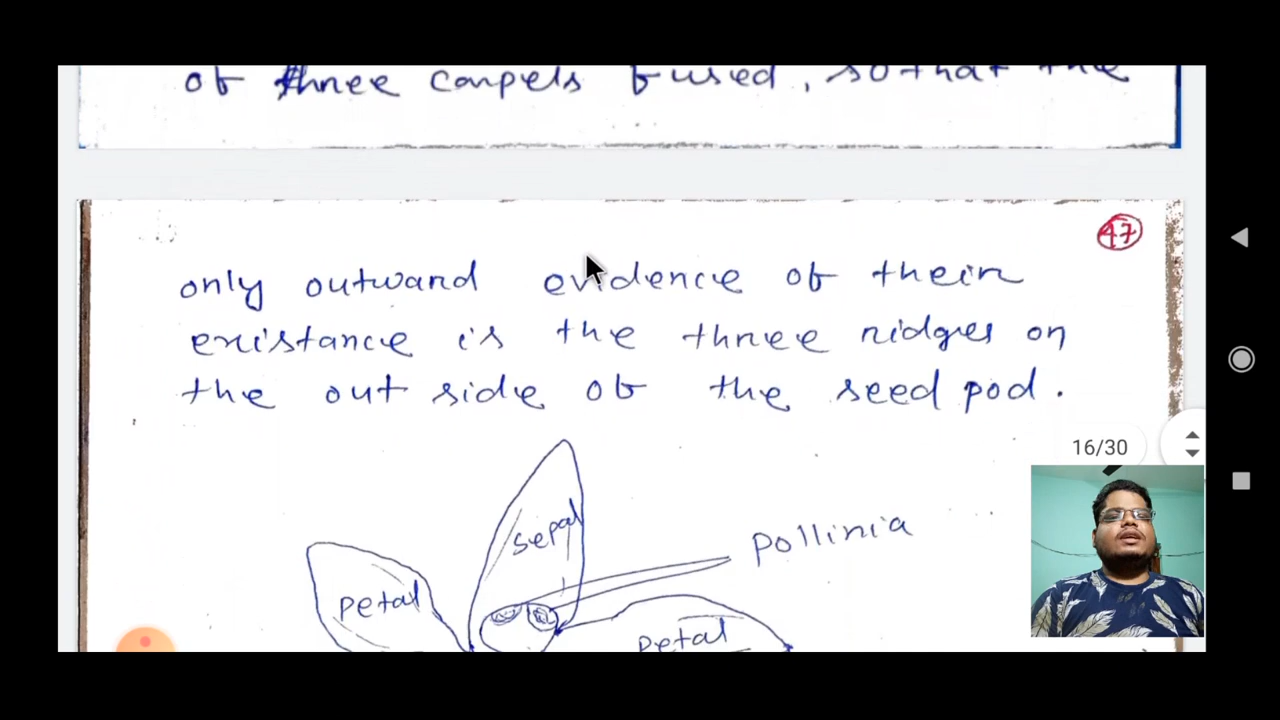 of three carpels fused, so that the
47
only outward evidence of their
existance is the three ridges on
the out side of the seed pod.
16/30
sepal
Pollinia
Petal
Petal